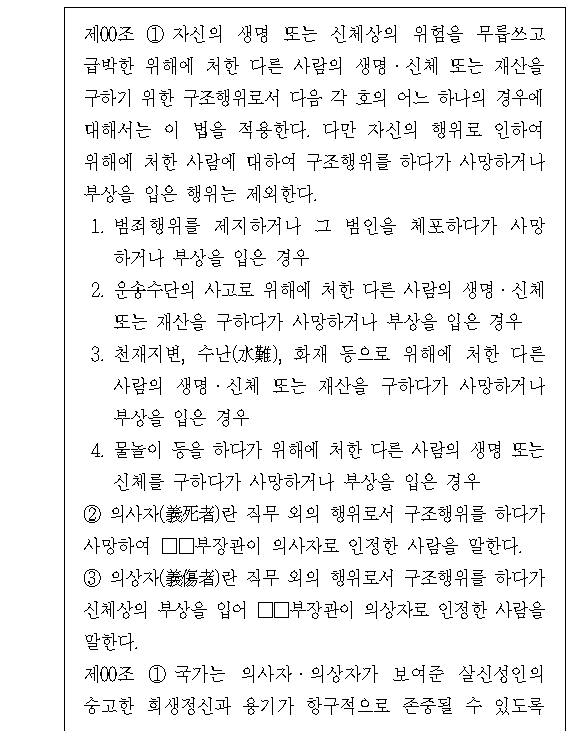 제00조 ① 자신의 생명 또는 신체상의 위험을 무릅쓰고
급박한 위해에 처한 다른 사람의 생명·신체 또는 재산을
구하기 위한 구조행위로서 다음 각 호의 어느 하나의 경우에
대해서는 이 법을 적용한다. 다만 자신의 행위로 인하여
위해에 처한 사람에 대하여 구조행위를 하다가 사망하거나
부상을 입은 행위는 제외한다.
1. 범죄행위를 제지하거나 그 범인을 체포하다가 사망
하거나 부상을 입은 경우
2. 운송수단의 사고로 위해에 처한 다른 사람의 생명·신체
또는 재산을 구하다가 사망하거나 부상을 입은 경우
3. 천재지변, 수난(水難), 화재 등으로 위해에 처한 다른
사람의 생명·신체 또는 재산을 구하다가 사망하거나
부상을 입은 경우
4. 물놀이 등을 하다가 위해에 처한 다른 사람의 생명 또는
신체를 구하다가 사망하거나 부상을 입은 경우
② 의사자(義死者)란 직무 외의 행위로서 구조행위를 하다가
사망하여 □□부장관이 의사자로 인정한 사람을 말한다.
③ 의상자(義傷者)란 직무 외의 행위로서 구조행위를 하다가
신체상의 부상을 입어 □□부장관이 의상자로 인정한 사람을
말한다.
제00조 ① 국가는 의사자·의상자가 보여준 살신성인의
숭고한 희생정신과 용기가 항구적으로 존중될 수 있도록